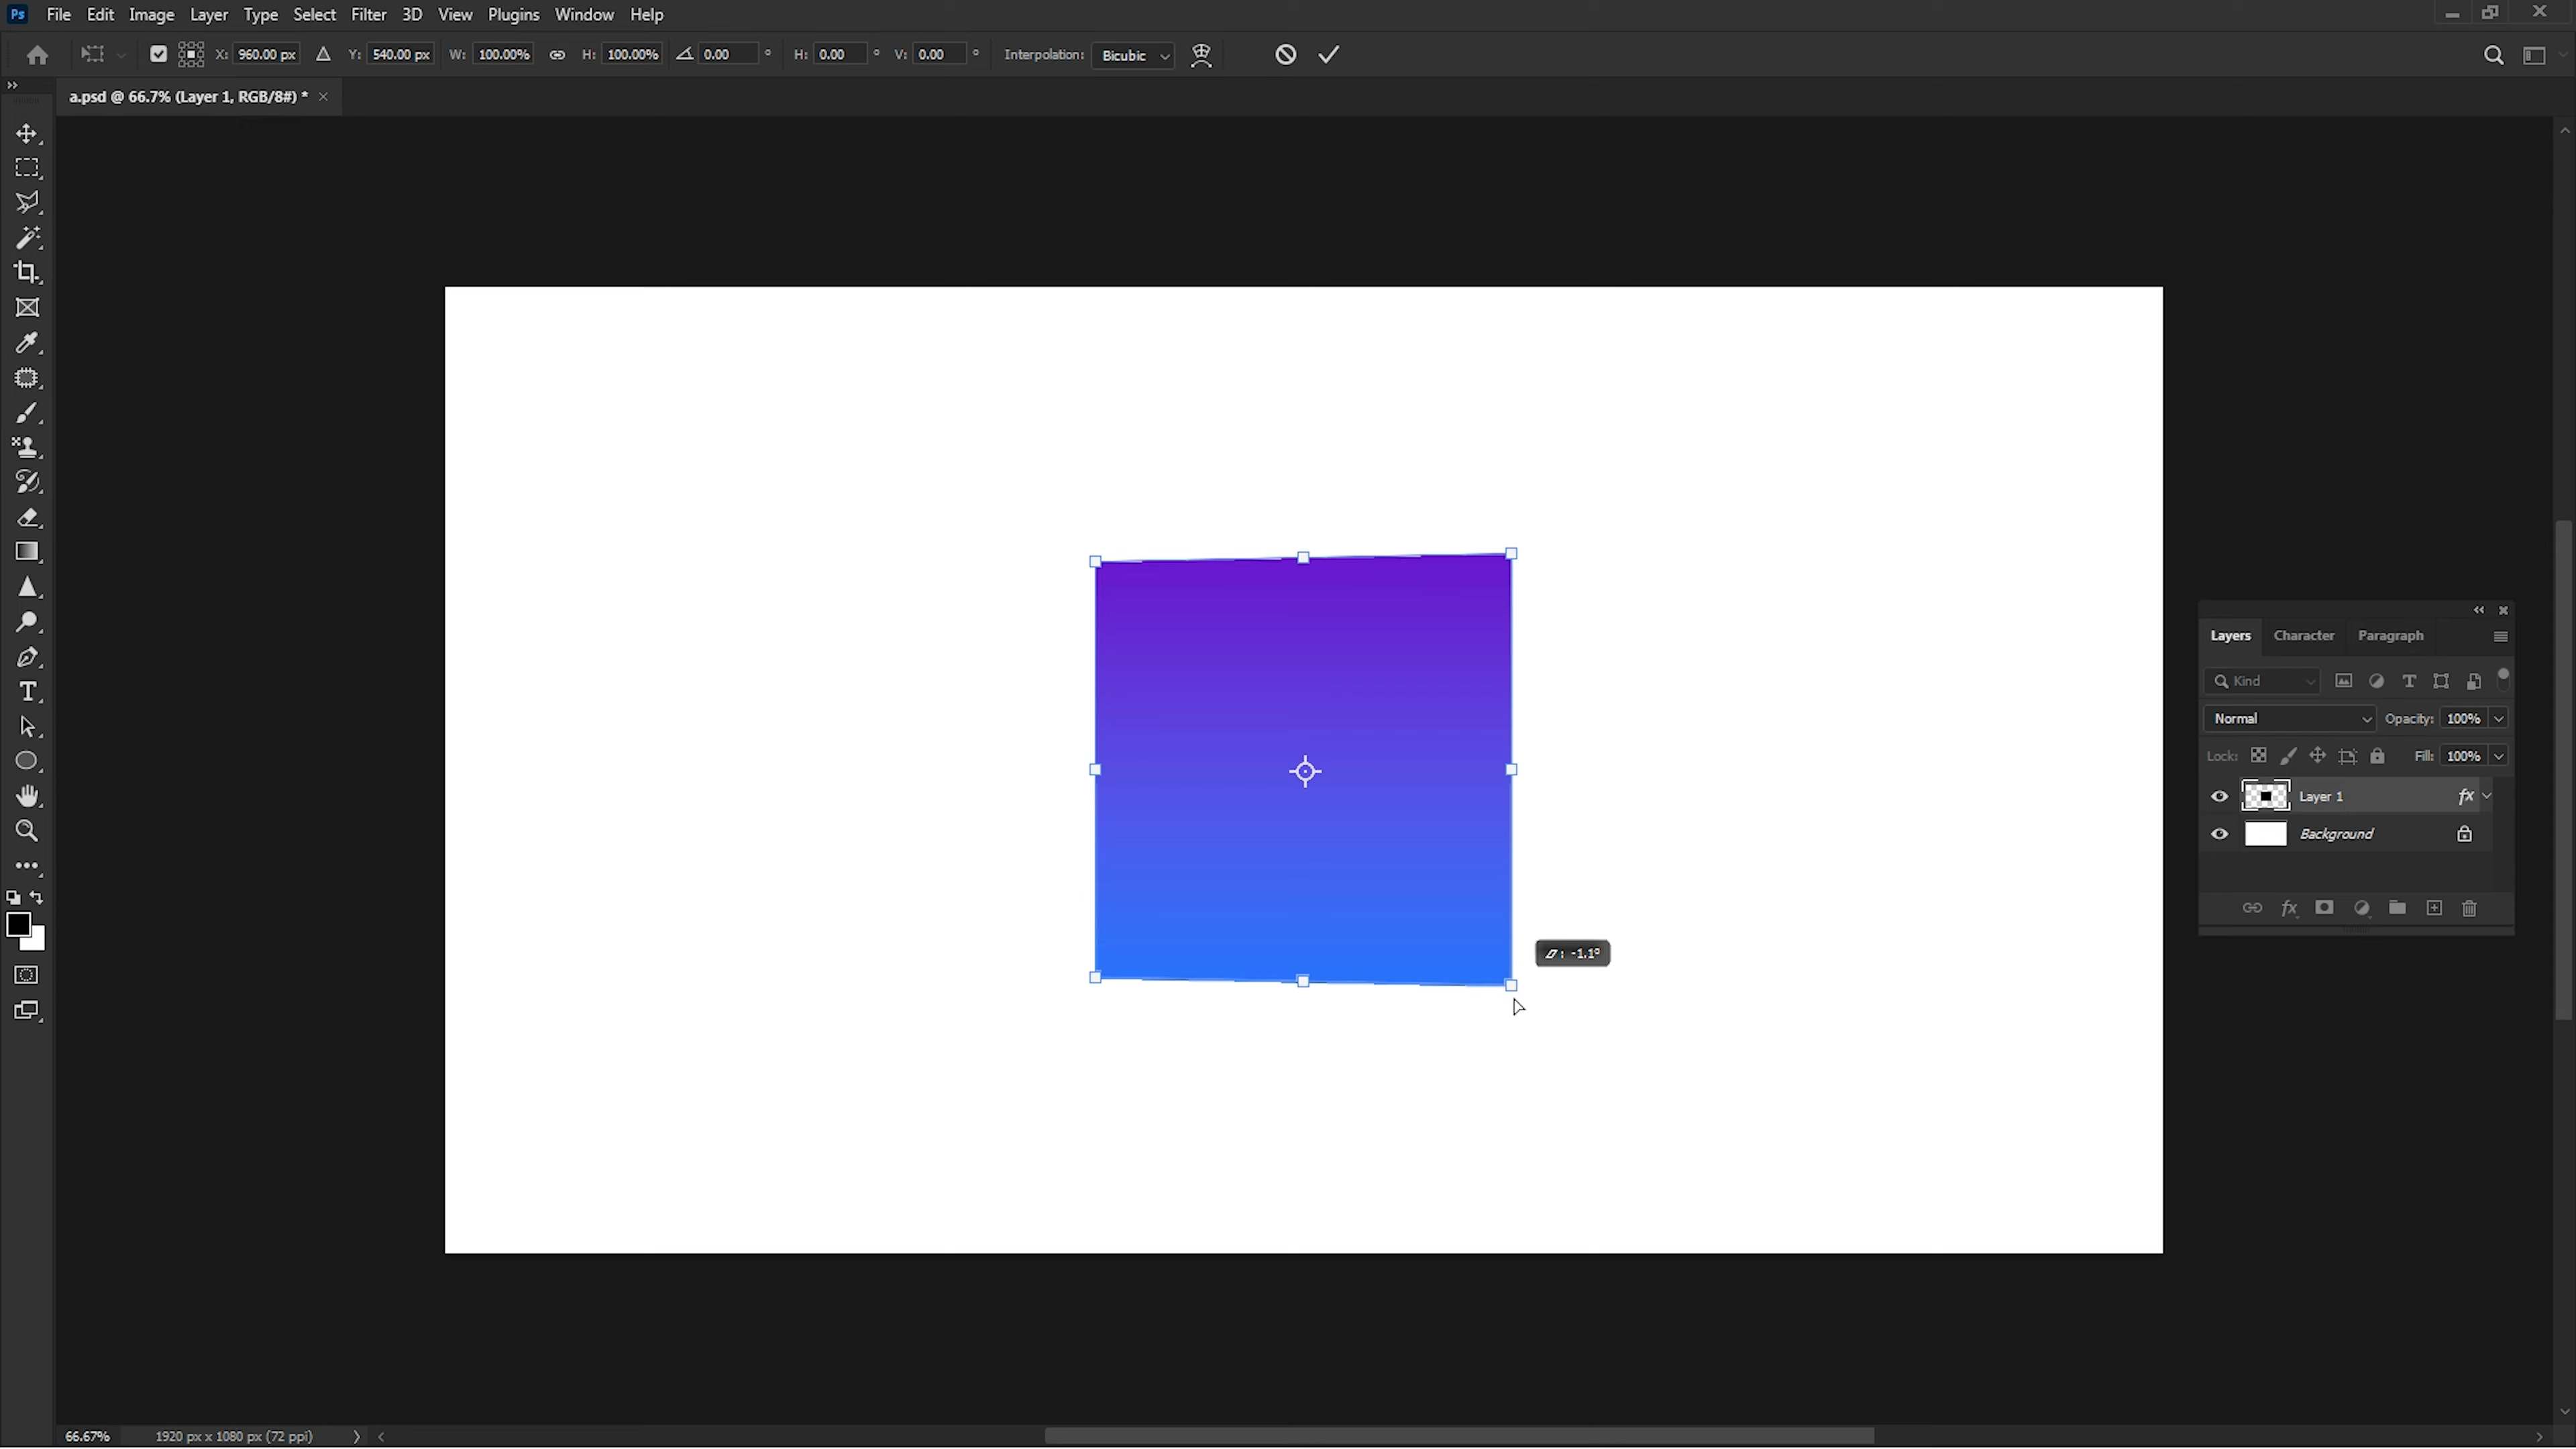 Ps File Edit Image Layer Type Select Filter 3D View Plugins Window Help
X: 960.00 px Y: 540.00 px W: 100.00% H: 100.00% 0.00 ° H: 0.00 ° V: 0.00 ° Interpolation: Bicubic
a.psd @ 66.7% (Layer 1, RGB/8#) * ×
Layers Character Paragraph
Kind
Normal Opacity: 100%
Lock: Fill: 100%
Layer 1 fx
Background
fx
: -1.1°
66.67% 1920 px x 1080 px (72 ppi)